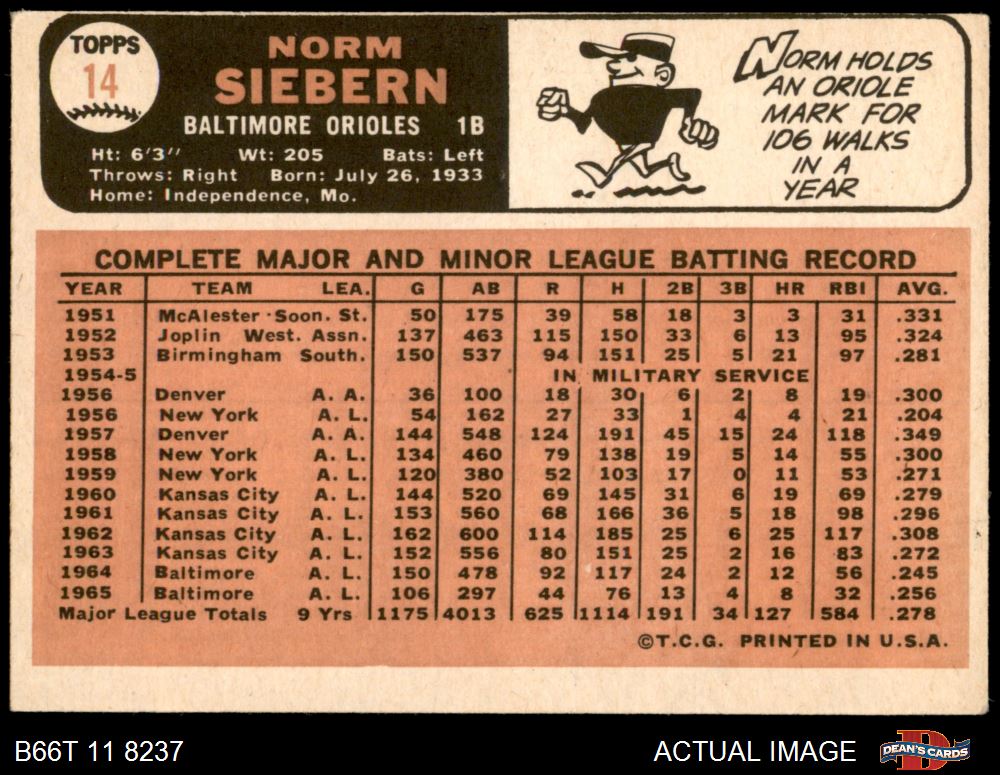 TOPPS
14
NORM
SIEBERN
BALTIMORE ORIOLES 1B
Ht: 6'3" Wt: 205 Bats: Left
Throws: Right Born: July 26, 1933
Home: Independence, Mo.
NORM HOLDS
AN ORIOLE
MARK FOR
106 WALKS
IN A
YEAR
COMPLETE MAJOR AND MINOR LEAGUE BATTING RECORD
YEAR TEAM LEA. G AB R H 2B 3B HR RBI AVG.
1951 McAlester Soon. St. 50 175 39 58 18 3 3 31 .331
1952 Joplin West. Assn. 137 463 115 150 33 6 13 95 .324
1953 Birmingham South. 150 537 94 151 25 5 21 97 .281
1954-5 IN MILITARY SERVICE
1956 Denver A. A. 36 100 18 30 6 2 8 19 .300
1956 New York A. L. 54 162 27 33 1 4 4 21 .204
1957 Denver A. A. 144 548 124 191 45 15 24 118 .349
1958 New York A. L. 134 460 79 138 19 5 14 55 .300
1959 New York A. L. 120 380 52 103 17 0 11 53 .271
1960 Kansas City A. L. 144 520 69 145 31 6 19 69 .279
1961 Kansas City A. L. 153 560 68 166 36 5 18 98 .296
1962 Kansas City A. L. 162 600 114 185 25 6 25 117 .308
1963 Kansas City A. L. 152 556 80 151 25 2 16 83 .272
1964 Baltimore A. L. 150 478 92 117 24 2 12 56 .245
1965 Baltimore A. L. 106 297 44 76 13 4 8 32 .256
Major League Totals 9 Yrs 1175 4013 625 1114 191 34 127 584 .278
©T.C.G. PRINTED IN U.S.A.
B66T 11 8237 ACTUAL IMAGE
DEAN'S CARDS